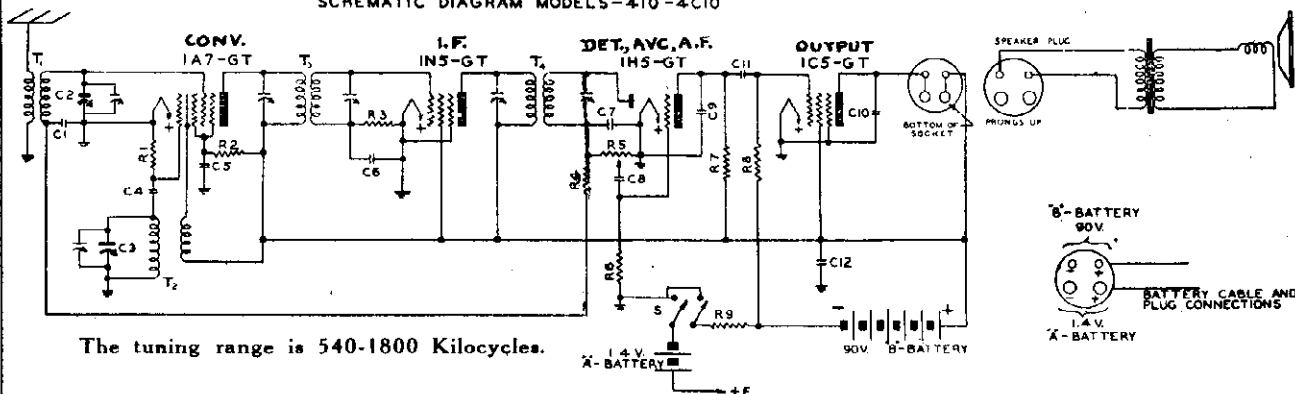 SCHEMATIC DIAGRAM MODELS-410-4C10
CONV.
1A7-GT
I.F.
1N5-GT
DET., AVC, A.F.
1H5-GT
OUTPUT
1C5-GT
SPEAKER PLUG
PRONGS UP
BOTTOM OF
SOCKET
T1
C2
C1
R1
C4
C3
T2
R2
C5
T3
R3
C6
T4
C7
R5
C8
R6
C9
R7
C11
R8
C10
C12
R6
S
R9
+
+
+
+
"B"-BATTERY
90V.
+
+
-
+
1.4 V.
"A"-BATTERY
BATTERY CABLE AND
PLUG CONNECTIONS
-
+
90V. "B"-BATTERY
1.4 V.
"A"-BATTERY
+F
The tuning range is 540-1800 Kilocycles.